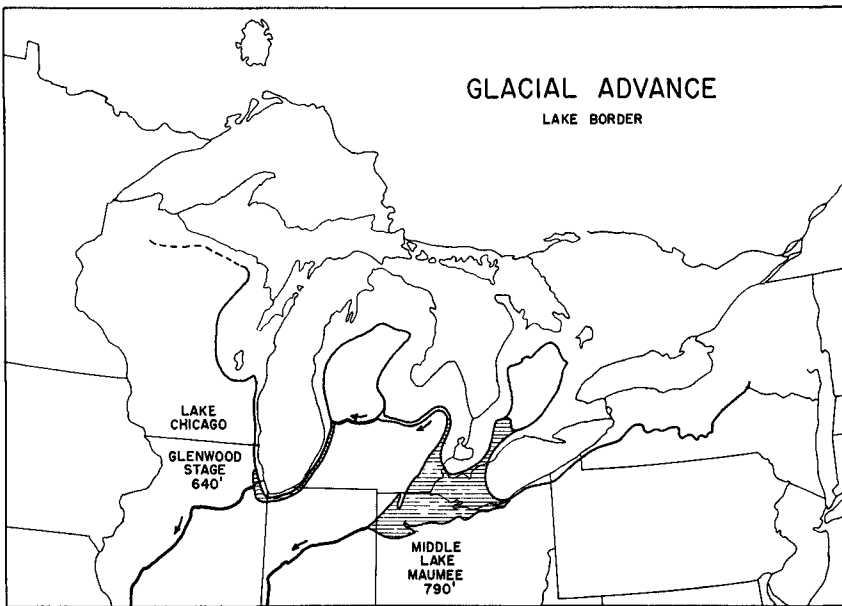 GLACIAL ADVANCE
LAKE BORDER
LAKE
CHICAGO
GLENWOOD
STAGE
640'
MIDDLE
LAKE
MAUMEE
790'